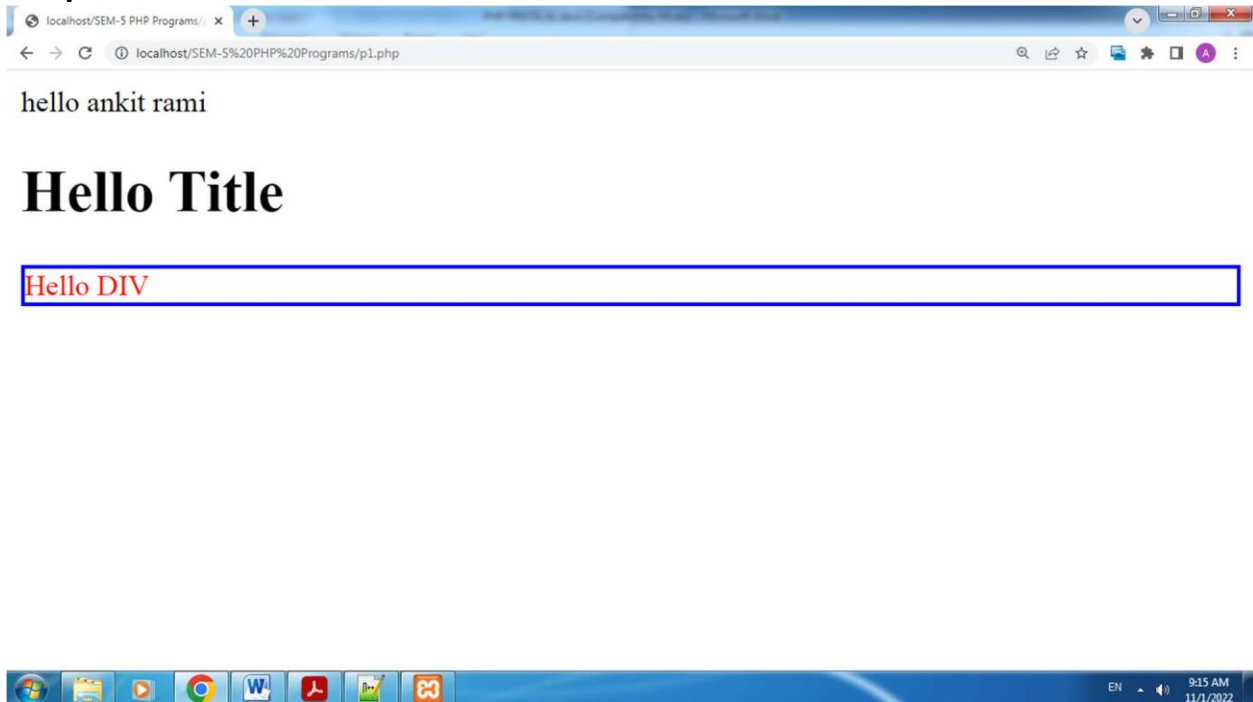 localhost/SEM-5 PHP Programs/
localhost/SEM-5%20PHP%20Programs/p1.php
A
hello ankit rami
Hello Title
Hello DIV
W
EN
9:15 AM
11/1/2022